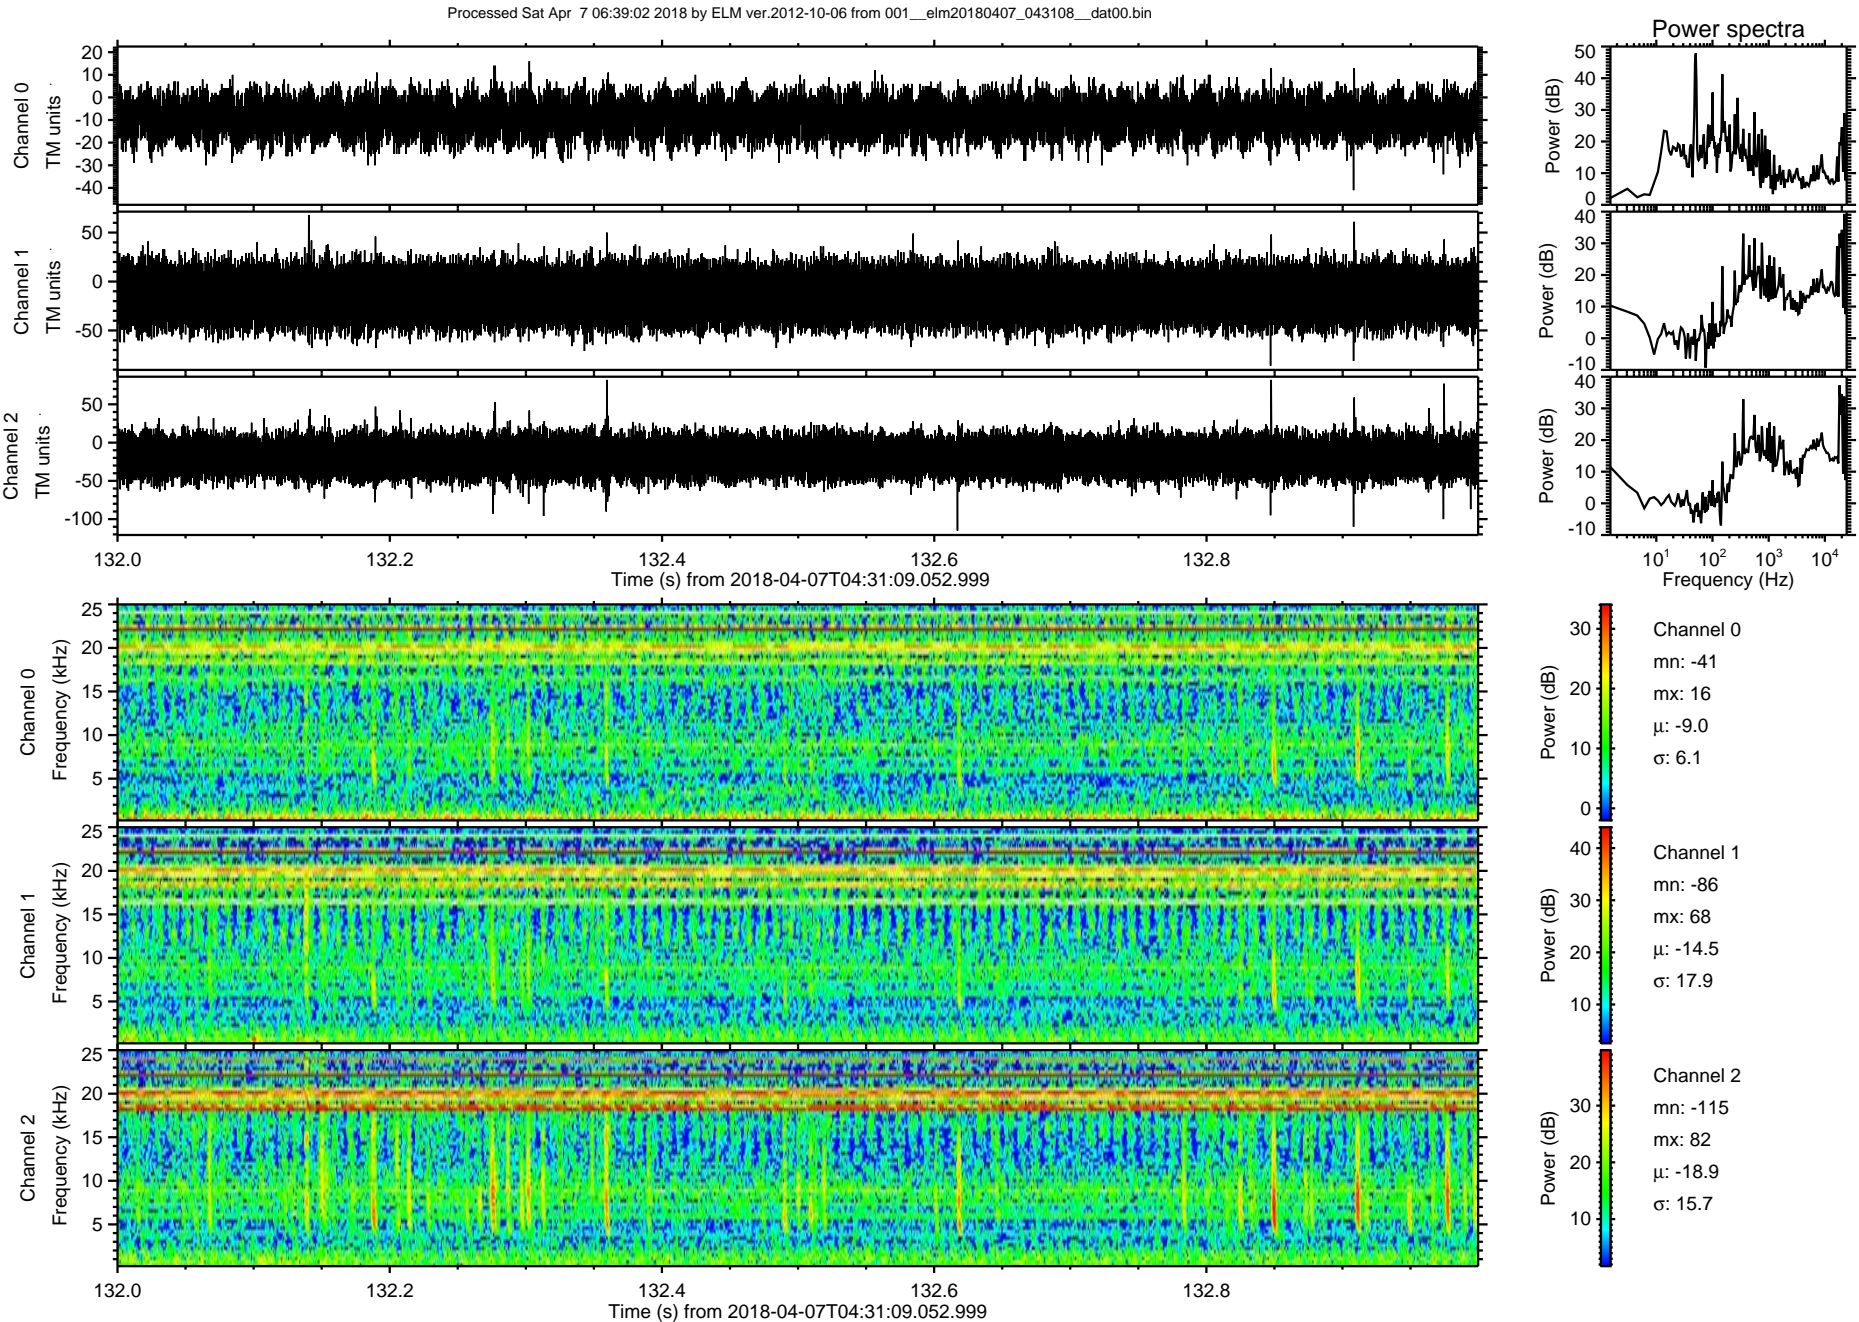 Processed Sat Apr 7 06:39:02 2018 by ELM ver.2012-10-06 from 001__elm20180407_043108__dat00.bin
Power spectra
Channel 0
TM units
20
10
0
-10
-20
-30
-40
Power (dB)
50
40
30
20
10
0
Channel 1
TM units
50
0
-50
Power (dB)
40
30
20
10
0
-10
Channel 2
TM units
50
0
-50
-100
Power (dB)
40
30
20
10
0
-10
132.0 132.2 132.4 132.6 132.8
Time (s) from 2018-04-07T04:31:09.052.999
10¹ 10² 10³ 10⁴
Frequency (Hz)
Channel 0
Frequency (kHz)
25
20
15
10
5
Power (dB)
30
20
10
0
Channel 0
mn: -41
mx: 16
μ: -9.0
σ: 6.1
Channel 1
Frequency (kHz)
25
20
15
10
5
Power (dB)
40
30
20
10
Channel 1
mn: -86
mx: 68
μ: -14.5
σ: 17.9
Channel 2
Frequency (kHz)
25
20
15
10
5
Power (dB)
30
20
10
Channel 2
mn: -115
mx: 82
μ: -18.9
σ: 15.7
132.0 132.2 132.4 132.6 132.8
Time (s) from 2018-04-07T04:31:09.052.999